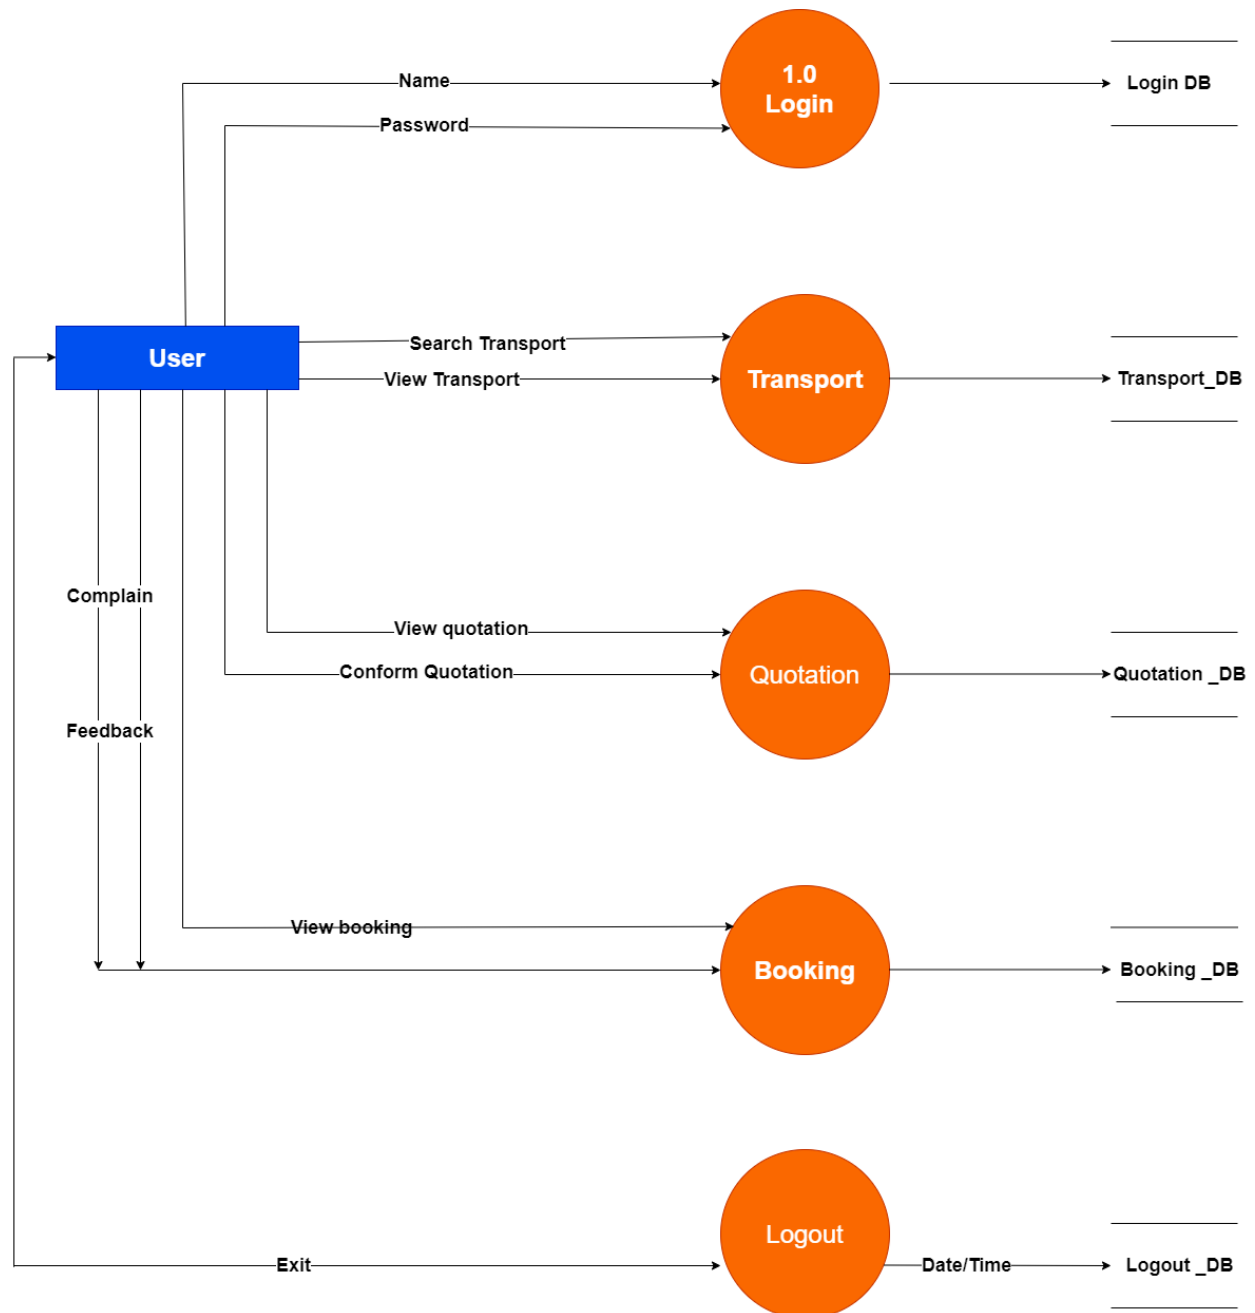 Name
1.0
Login
Login DB
Password
User
Search Transport
View Transport
Transport
Transport_DB
Complain
View quotation
Conform Quotation
Quotation
Quotation _DB
Feedback
View booking
Booking
Booking _DB
Logout
Exit
Date/Time
Logout _DB